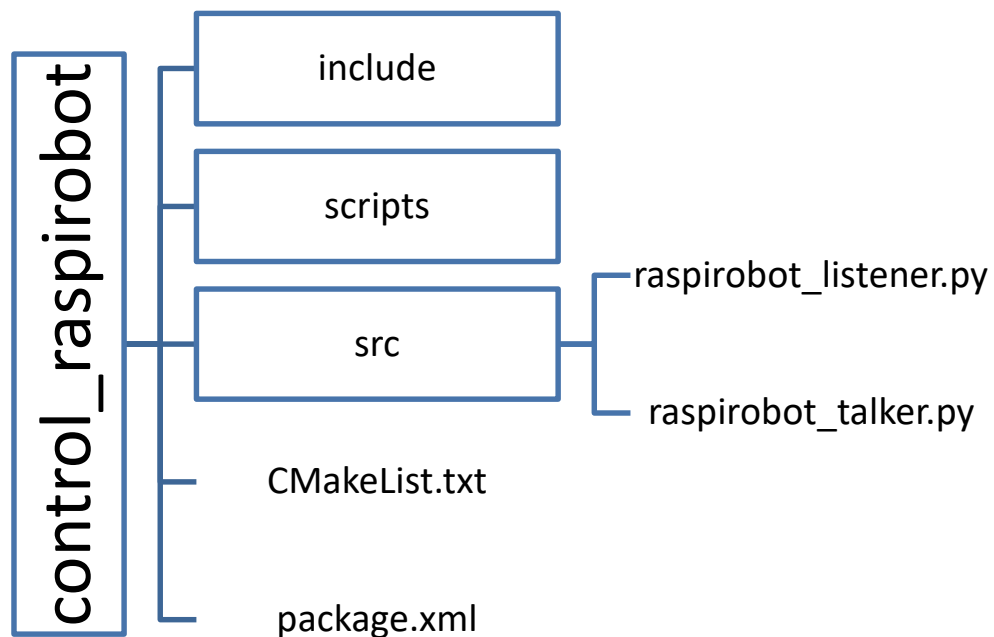 control_raspirobot
include
scripts
src
raspirobot_listener.py
raspirobot_talker.py
CMakeList.txt
package.xml